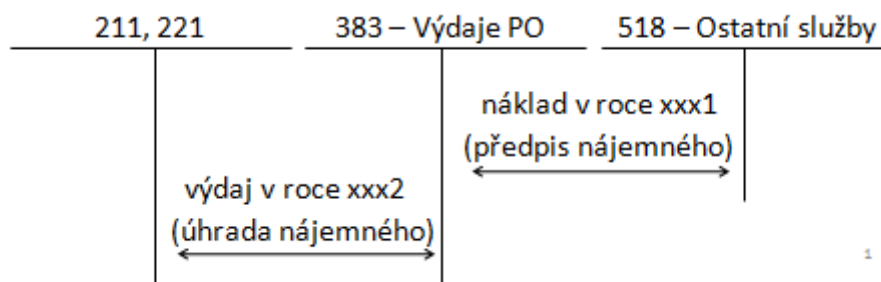 211, 221
383 – Výdaje PO
518 – Ostatní služby
náklad v roce xxx1
(předpis nájemného)
výdaj v roce xxx2
(úhrada nájemného)
1